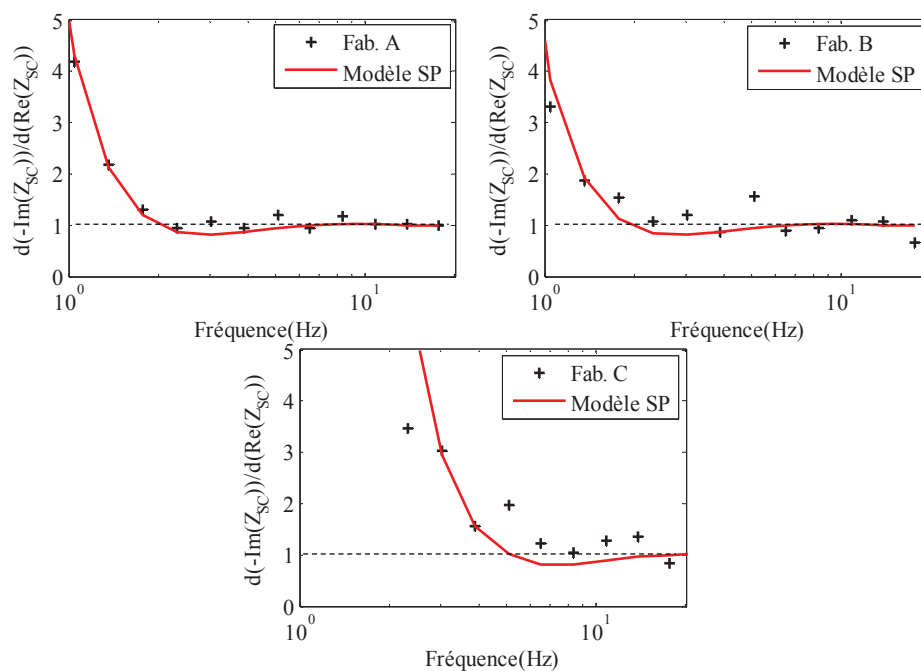 d(-Im(Z_SC))/d(Re(Z_SC))
5
4
3
2
1
0
Fab. A
Modèle SP
10^0
10^1
Fréquence(Hz)
d(-Im(Z_SC))/d(Re(Z_SC))
5
4
3
2
1
0
Fab. B
Modèle SP
10^0
10^1
Fréquence(Hz)
d(-Im(Z_SC))/d(Re(Z_SC))
5
4
3
2
1
0
Fab. C
Modèle SP
10^0
10^1
Fréquence(Hz)